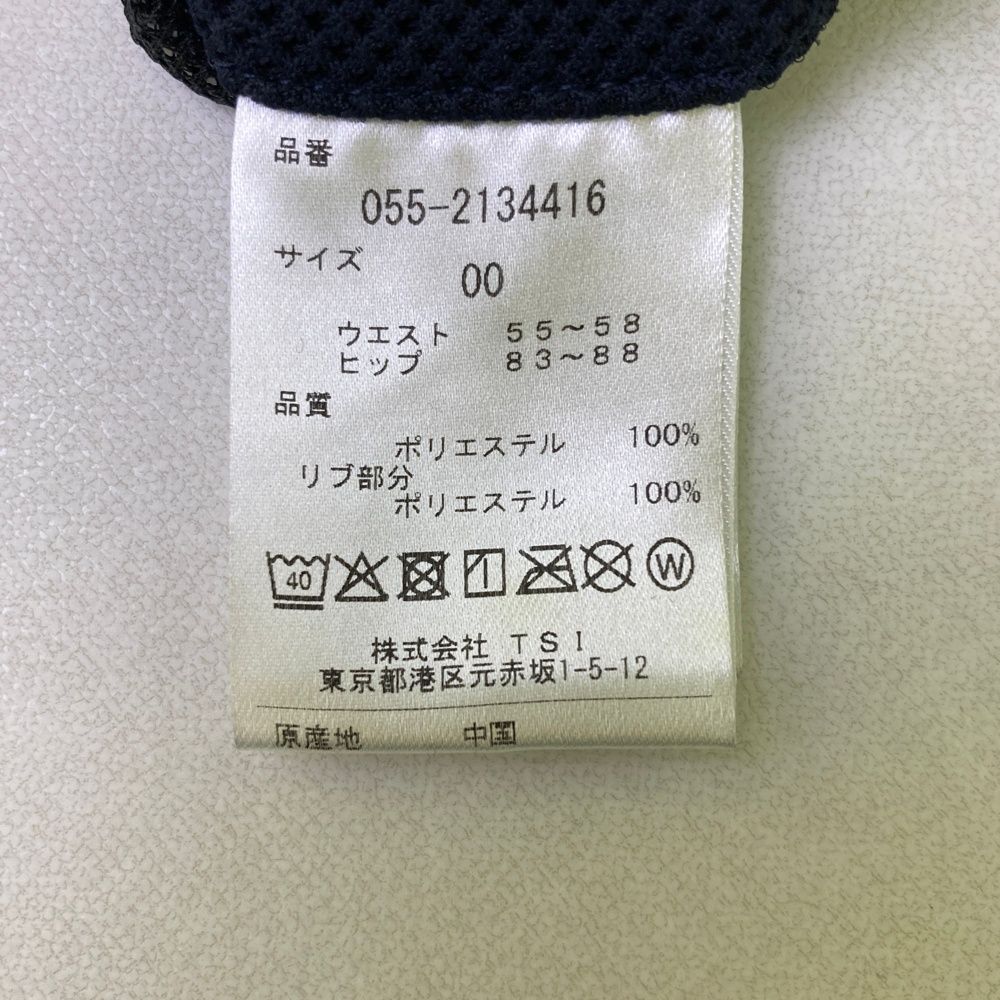 品番
055-2134416
サイズ
00
ウエスト 55～58
ヒップ 83～88
品質
ポリエステル 100%
リブ部分
ポリエステル 100%
40 W
株式会社 TSI
東京都港区元赤坂1-5-12
原産地 中国